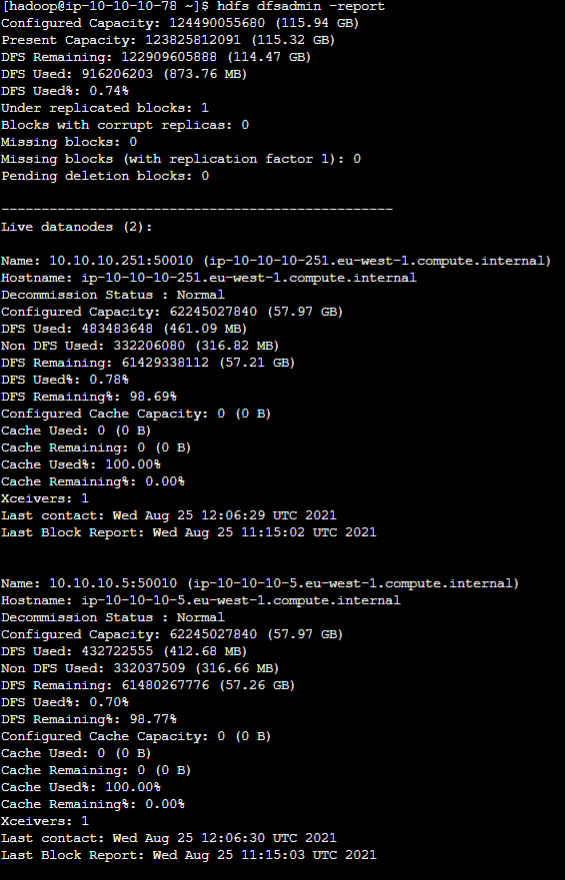 [hadoop@ip-10-10-10-78 ~]$ hdfs dfsadmin -report
Configured Capacity: 124490055680 (115.94 GB)
Present Capacity: 123825812091 (115.32 GB)
DFS Remaining: 122909605888 (114.47 GB)
DFS Used: 916206203 (873.76 MB)
DFS Used%: 0.74%
Under replicated blocks: 1
Blocks with corrupt replicas: 0
Missing blocks: 0
Missing blocks (with replication factor 1): 0
Pending deletion blocks: 0
-------------------------------------------------
Live datanodes (2):
Name: 10.10.10.251:50010 (ip-10-10-10-251.eu-west-1.compute.internal)
Hostname: ip-10-10-10-251.eu-west-1.compute.internal
Decommission Status : Normal
Configured Capacity: 62245027840 (57.97 GB)
DFS Used: 483483648 (461.09 MB)
Non DFS Used: 332206080 (316.82 MB)
DFS Remaining: 61429338112 (57.21 GB)
DFS Used%: 0.78%
DFS Remaining%: 98.69%
Configured Cache Capacity: 0 (0 B)
Cache Used: 0 (0 B)
Cache Remaining: 0 (0 B)
Cache Used%: 100.00%
Cache Remaining%: 0.00%
Xceivers: 1
Last contact: Wed Aug 25 12:06:29 UTC 2021
Last Block Report: Wed Aug 25 11:15:02 UTC 2021
Name: 10.10.10.5:50010 (ip-10-10-10-5.eu-west-1.compute.internal)
Hostname: ip-10-10-10-5.eu-west-1.compute.internal
Decommission Status : Normal
Configured Capacity: 62245027840 (57.97 GB)
DFS Used: 432722555 (412.68 MB)
Non DFS Used: 332037509 (316.66 MB)
DFS Remaining: 61480267776 (57.26 GB)
DFS Used%: 0.70%
DFS Remaining%: 98.77%
Configured Cache Capacity: 0 (0 B)
Cache Used: 0 (0 B)
Cache Remaining: 0 (0 B)
Cache Used%: 100.00%
Cache Remaining%: 0.00%
Xceivers: 1
Last contact: Wed Aug 25 12:06:30 UTC 2021
Last Block Report: Wed Aug 25 11:15:03 UTC 2021